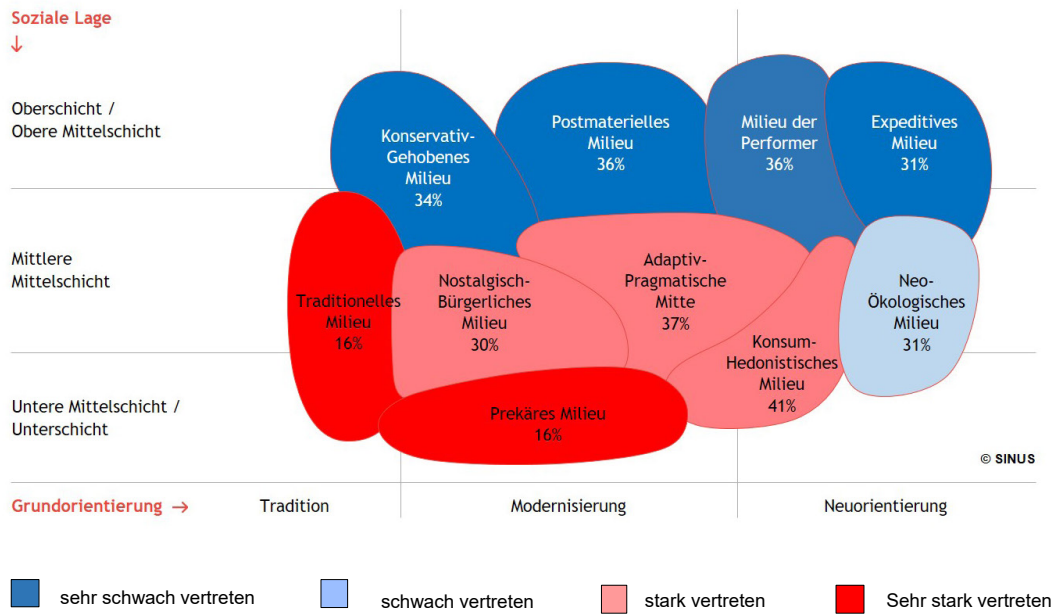 Soziale Lage
↓
Oberschicht /
Obere Mittelschicht
Konservativ-
Gehobenes
Milieu
34%
Postmaterielles
Milieu
36%
Milieu der
Performer
36%
Expeditives
Milieu
31%
Mittlere
Mittelschicht
Traditionelles
Milieu
16%
Nostalgisch-
Bürgerliches
Milieu
30%
Adaptiv-
Pragmatische
Mitte
37%
Konsum-
Hedonistisches
Milieu
41%
Neo-
Ökologisches
Milieu
31%
Untere Mittelschicht /
Unterschicht
Prekäres Milieu
16%
© SINUS
Grundorientierung →
Tradition
Modernisierung
Neuorientierung
sehr schwach vertreten
schwach vertreten
stark vertreten
Sehr stark vertreten